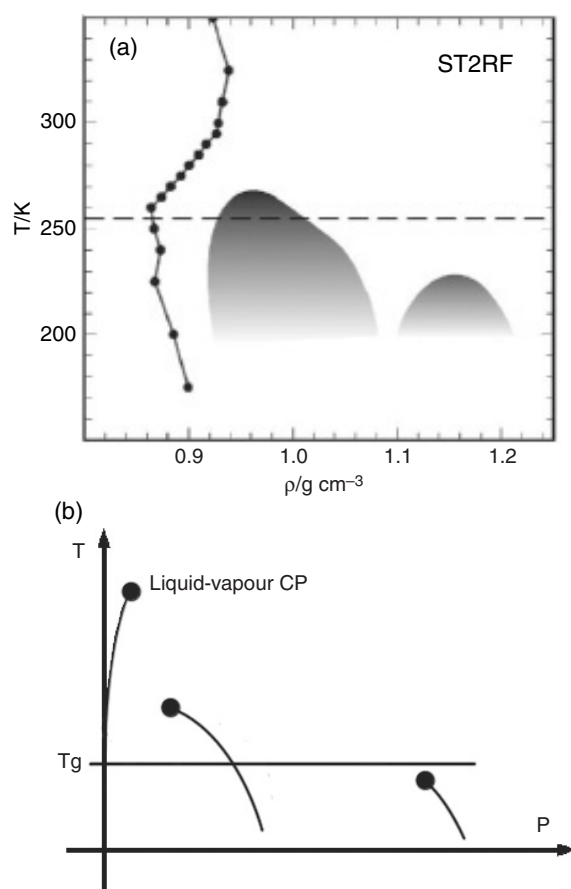 (a)
ST2RF
300
T/K
250
200
0.9 1.0 1.1 1.2
ρ/g cm⁻³
(b)
T
Liquid-vapour CP
Tg
P